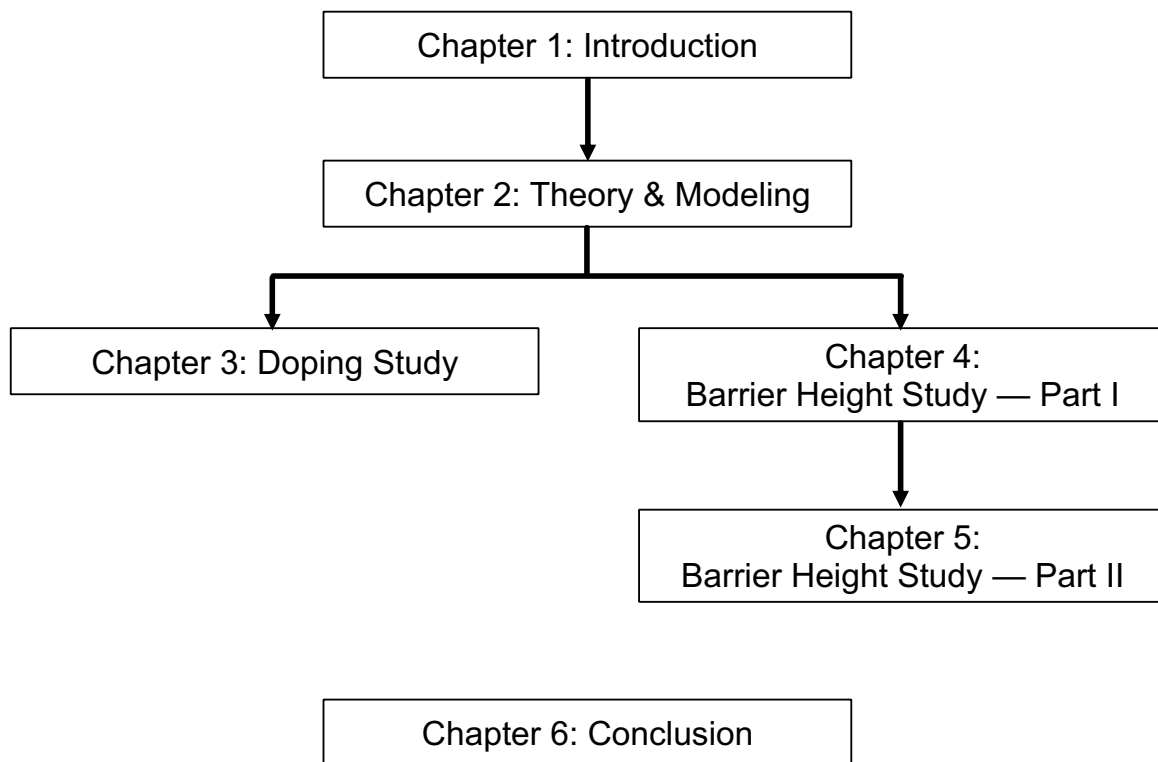 Chapter 1: Introduction
Chapter 2: Theory & Modeling
Chapter 3: Doping Study
Chapter 4:
Barrier Height Study — Part I
Chapter 5:
Barrier Height Study — Part II
Chapter 6: Conclusion